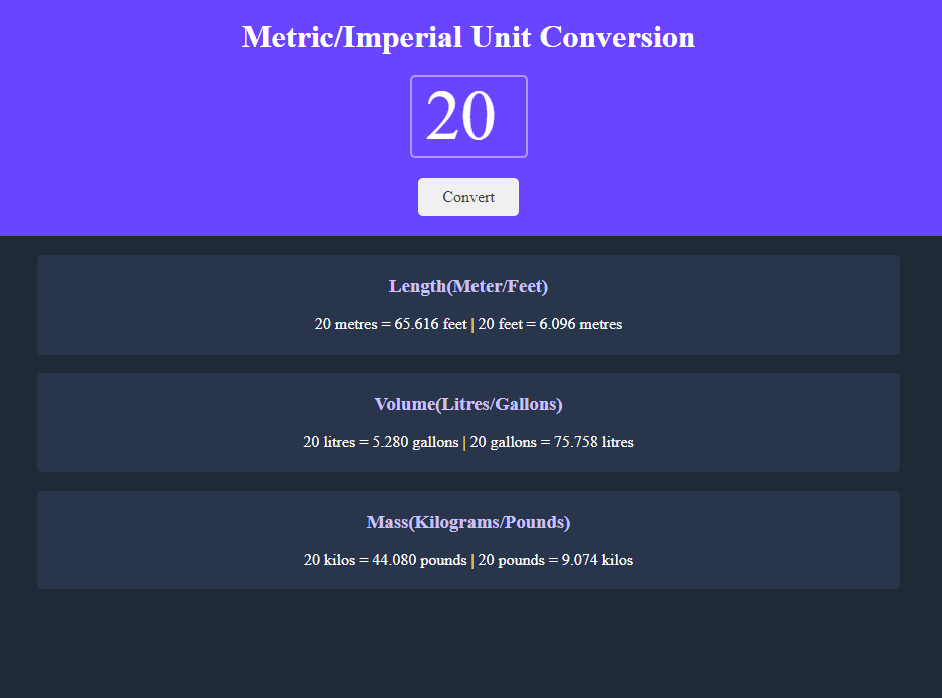 Metric/Imperial Unit Conversion
20
Convert
Length(Meter/Feet)
20 metres = 65.616 feet | 20 feet = 6.096 metres
Volume(Litres/Gallons)
20 litres = 5.280 gallons | 20 gallons = 75.758 litres
Mass(Kilograms/Pounds)
20 kilos = 44.080 pounds | 20 pounds = 9.074 kilos